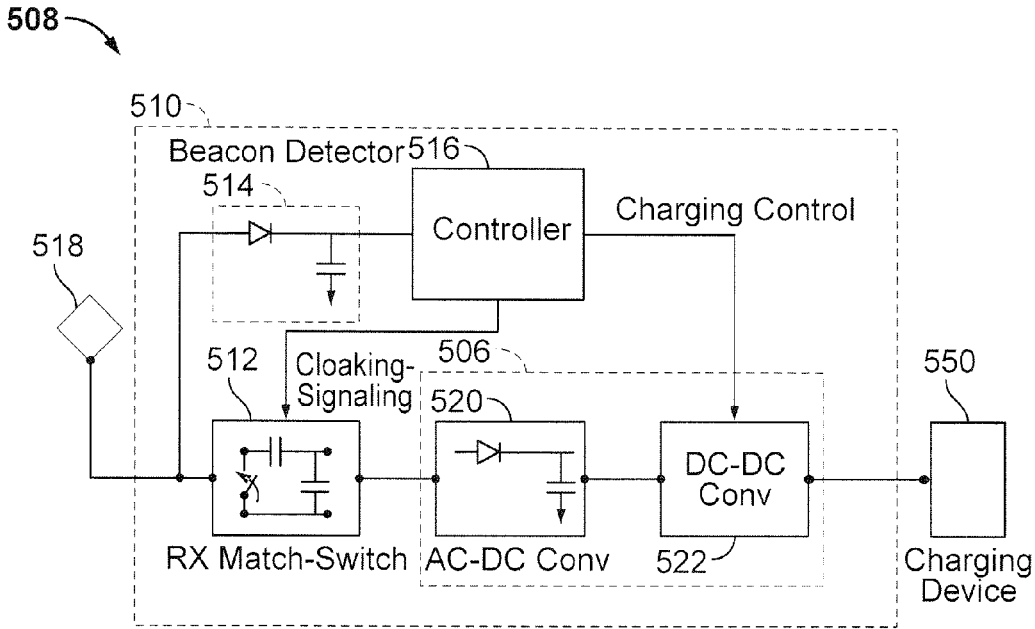 508
510
Beacon Detector
516
514
Controller
Charging Control
518
512
Cloaking-
Signaling
506
520
550
DC-DC
Conv
RX Match-Switch
AC-DC Conv
522
Charging
Device